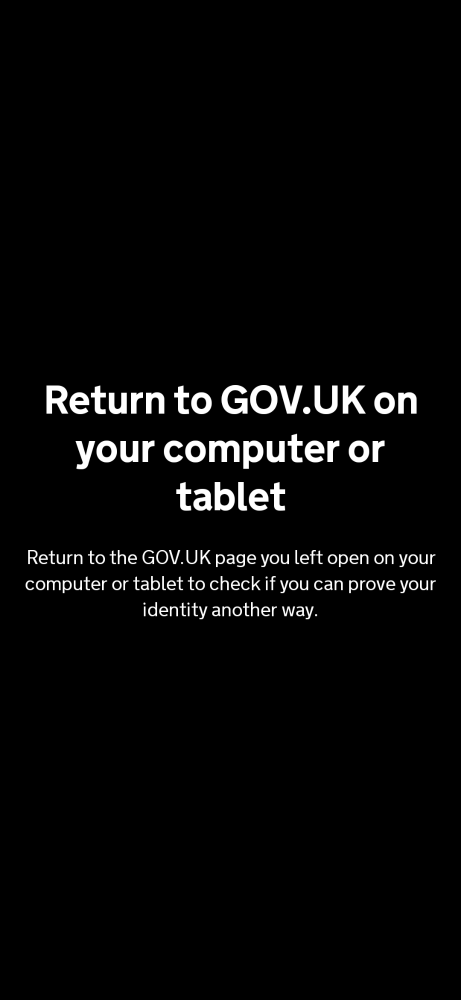 Return to GOV.UK on
your computer or
tablet
Return to the GOV.UK page you left open on your
computer or tablet to check if you can prove your
identity another way.